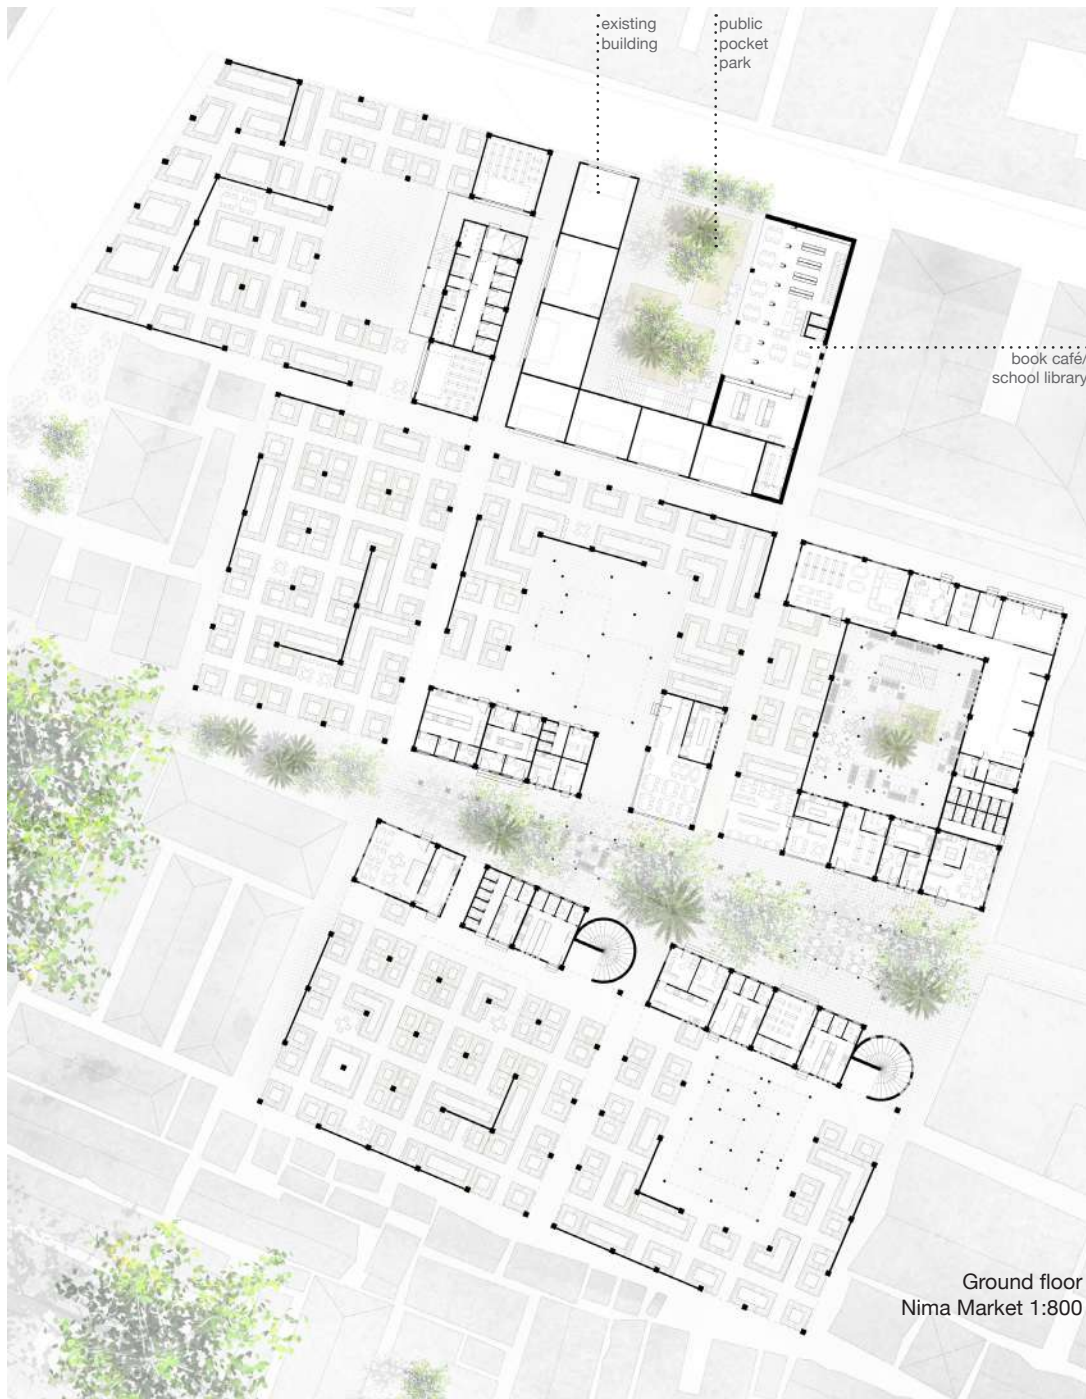 existing
building
public
pocket
park
book café/
school library
Ground floor
Nima Market 1:800